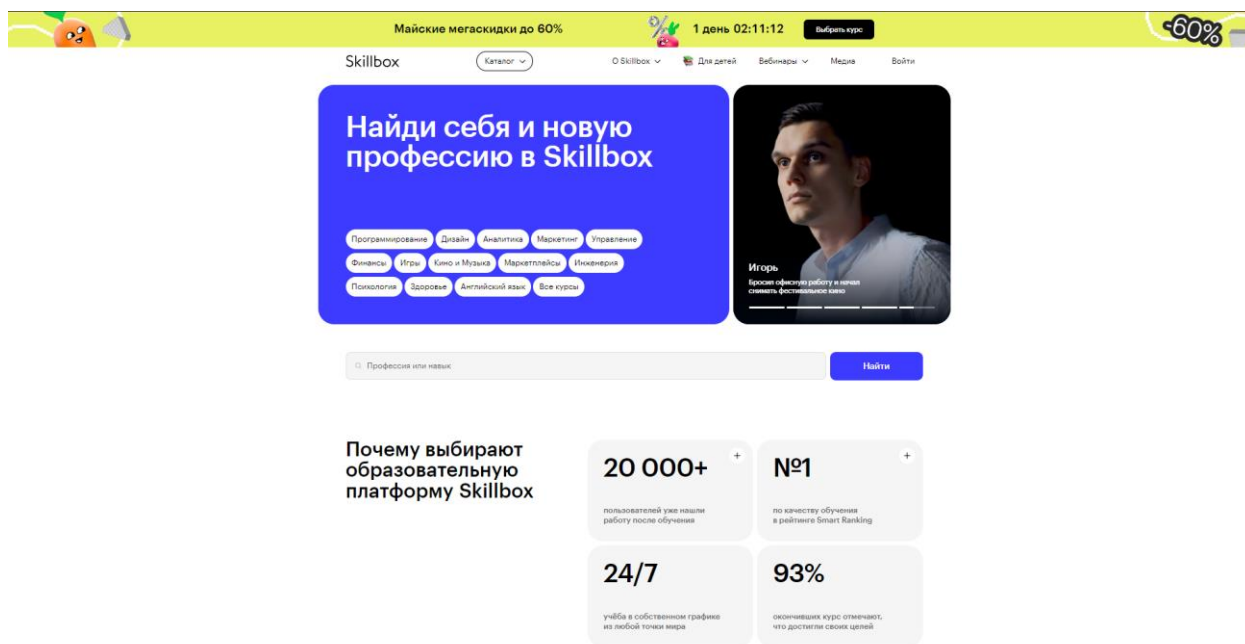 Майские мегаскидки до 60%
1 день 02:11:12
Выбрать курс
-60%
Skillbox
Каталог
О Skillbox
Для детей
Вебинары
Медиа
Войти
Найди себя и новую
профессию в Skillbox
Программирование Дизайн Аналитика Маркетинг Управление
Финансы Игры Кино и Музыка Маркетплейсы Инженерия
Психология Здоровье Английский язык Все курсы
Игорь
Бросил офисную работу и начал
снимать фестивальное кино
Профессия или навык
Найти
Почему выбирают
образовательную
платформу Skillbox
20 000+
+
пользователей уже нашли
работу после обучения
№1
+
по качеству обучения
в рейтинге Smart Ranking
24/7
учёба в собственном графике
из любой точки мира
93%
окончивших курс отмечают,
что достигли своих целей